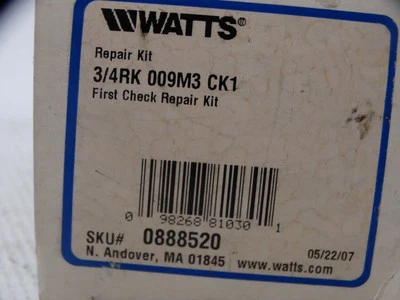 WATTS®
Repair Kit
3/4RK 009M3 CK1
First Check Repair Kit
0 98268 81030 1
SKU# 0888520
05/22/07
N. Andover, MA 01845 www.watts.com